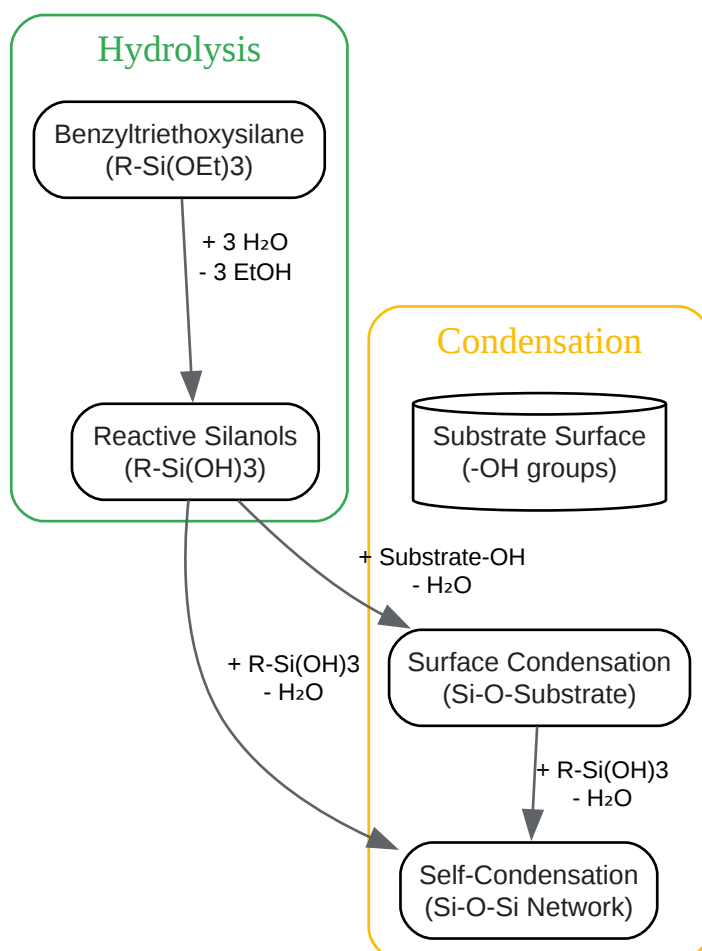 Hydrolysis
Benzyltriethoxysilane
(R-Si(OEt)3)
+ 3 H₂O
- 3 EtOH
Reactive Silanols
(R-Si(OH)3)
Condensation
Substrate Surface
(-OH groups)
+ Substrate-OH
- H₂O
Surface Condensation
(Si-O-Substrate)
+ R-Si(OH)3
- H₂O
+ R-Si(OH)3
- H₂O
Self-Condensation
(Si-O-Si Network)